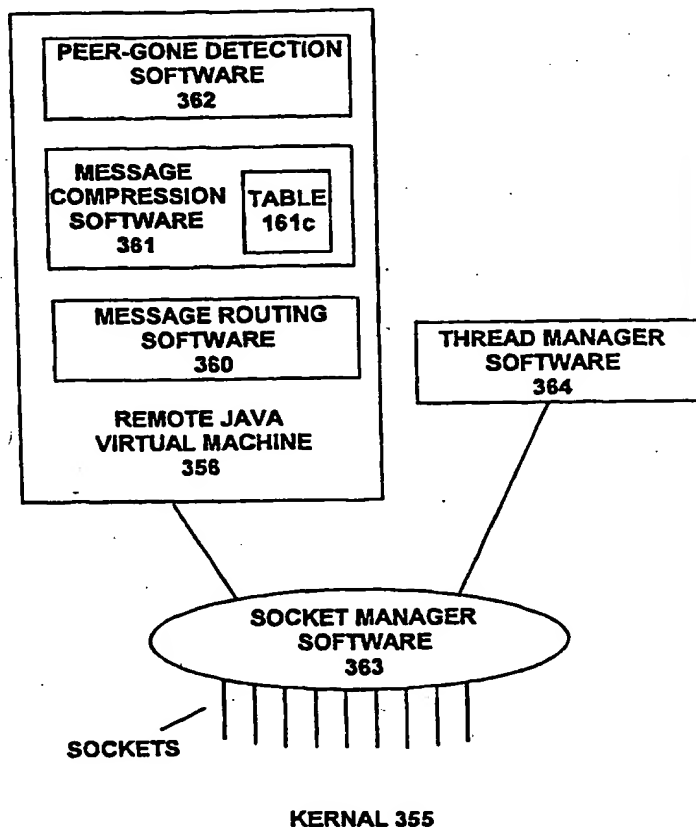 PEER-GONE DETECTION
SOFTWARE
362
MESSAGE
COMPRESSION
SOFTWARE
361
TABLE
161c
MESSAGE ROUTING
SOFTWARE
360
REMOTE JAVA
VIRTUAL MACHINE
356
THREAD MANAGER
SOFTWARE
364
SOCKET MANAGER
SOFTWARE
363
SOCKETS
KERNAL 355